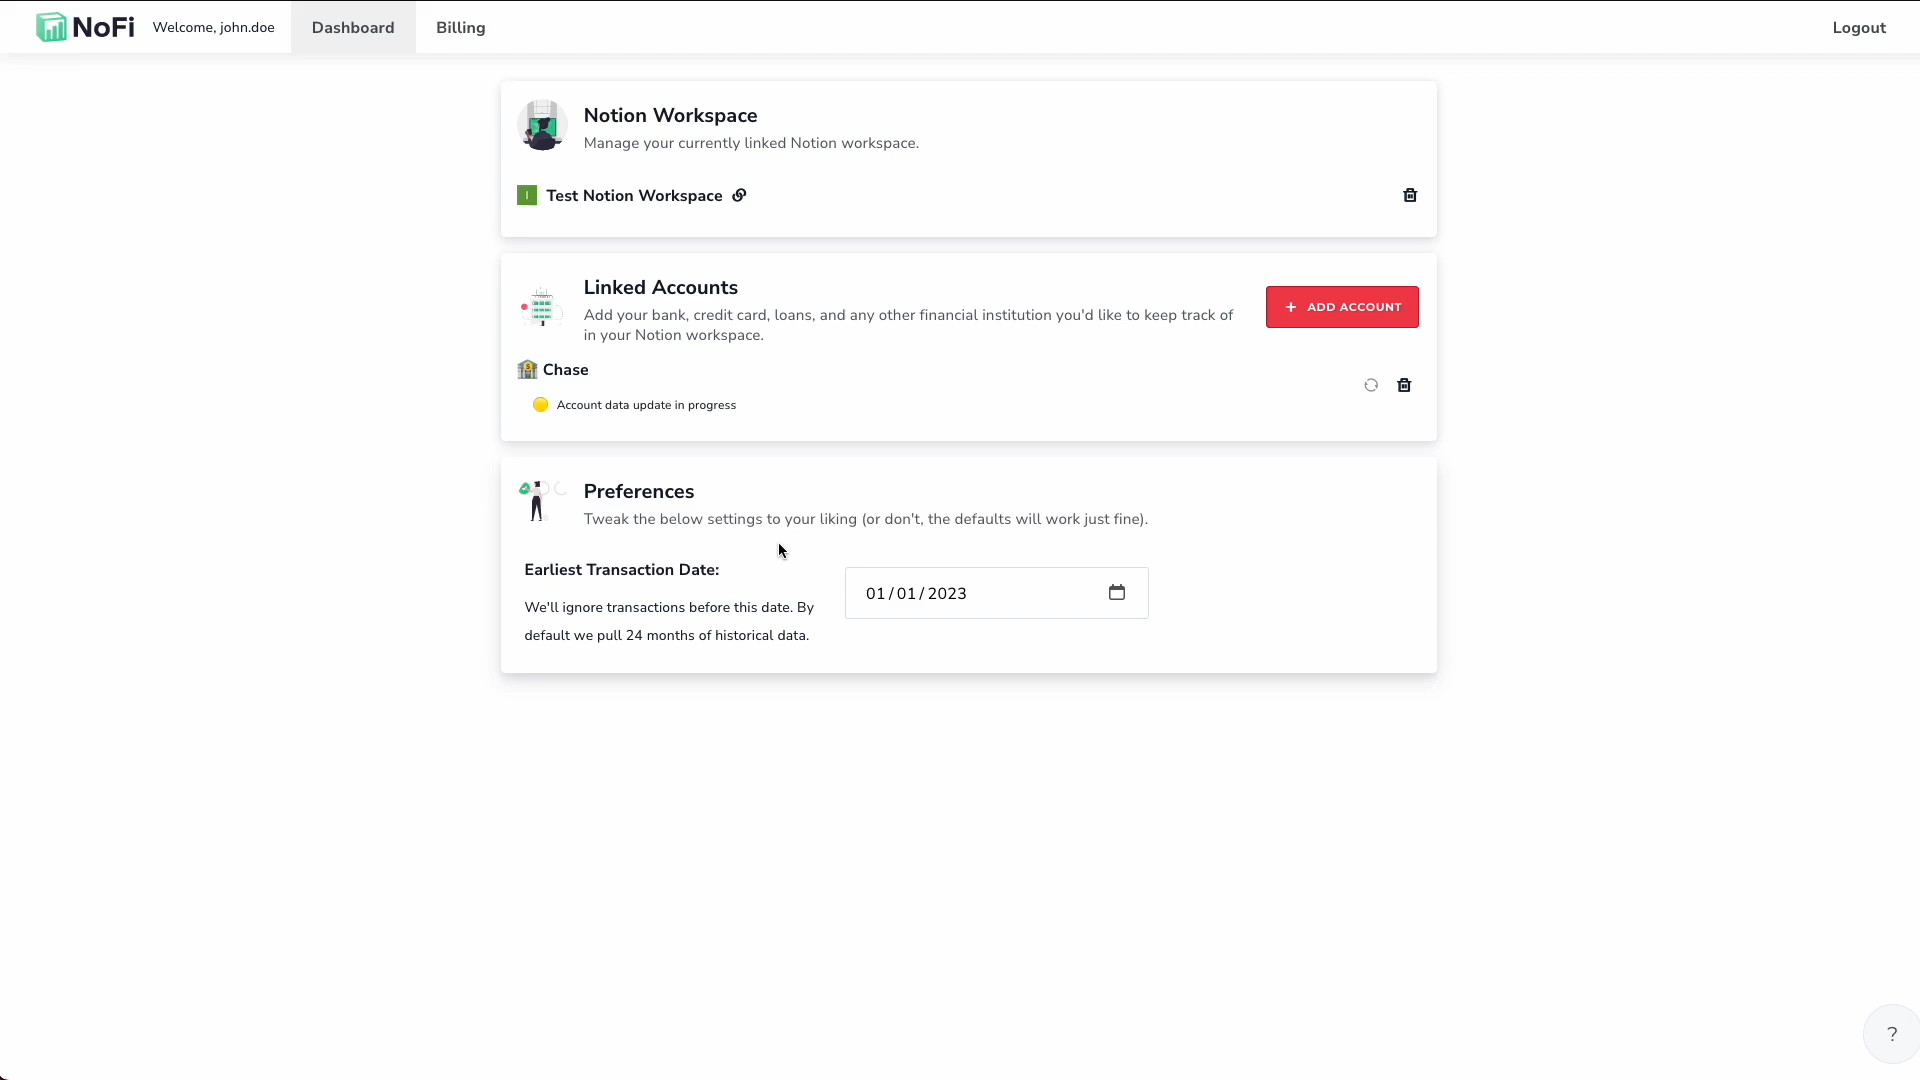 NoFi Welcome, john.doe Dashboard Billing Logout
Notion Workspace
Manage your currently linked Notion workspace.
I Test Notion Workspace
Linked Accounts
Add your bank, credit card, loans, and any other financial institution you'd like to keep track of
in your Notion workspace.
+ ADD ACCOUNT
Chase
Account data update in progress
Preferences
Tweak the below settings to your liking (or don't, the defaults will work just fine).
Earliest Transaction Date:
We'll ignore transactions before this date. By
default we pull 24 months of historical data.
01/01/2023
?